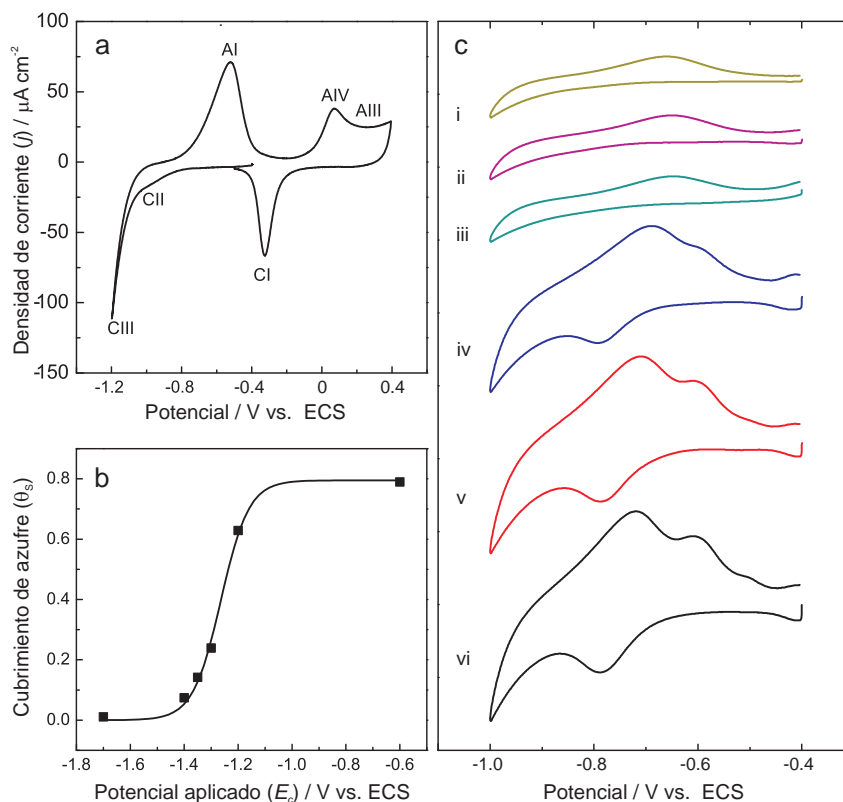 a
Densidad de corriente (j) / μA cm⁻²
100
50
0
-50
-100
-150
AI
AIV
AIII
CII
CI
CIII
-1.2
-0.8
-0.4
0
0.4
Potencial / V vs. ECS
b
Cubrimiento de azufre (θS)
0.8
0.6
0.4
0.2
0.0
-1.8
-1.6
-1.4
-1.2
-1.0
-0.8
-0.6
Potencial aplicado (Ec) / V vs. ECS
c
i
ii
iii
iv
v
vi
-1.0
-0.8
-0.6
-0.4
Potencial / V vs. ECS